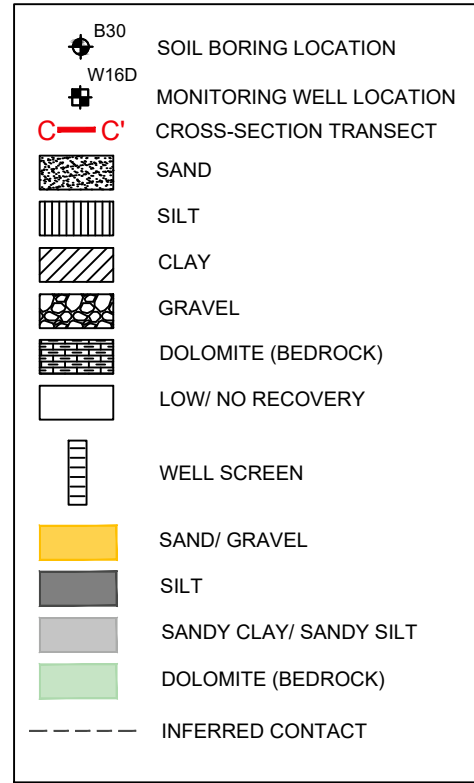 B30
SOIL BORING LOCATION
W16D
MONITORING WELL LOCATION
C C' CROSS-SECTION TRANSECT
SAND
SILT
CLAY
GRAVEL
DOLOMITE (BEDROCK)
LOW/ NO RECOVERY
WELL SCREEN
SAND/ GRAVEL
SILT
SANDY CLAY/ SANDY SILT
DOLOMITE (BEDROCK)
INFERRED CONTACT